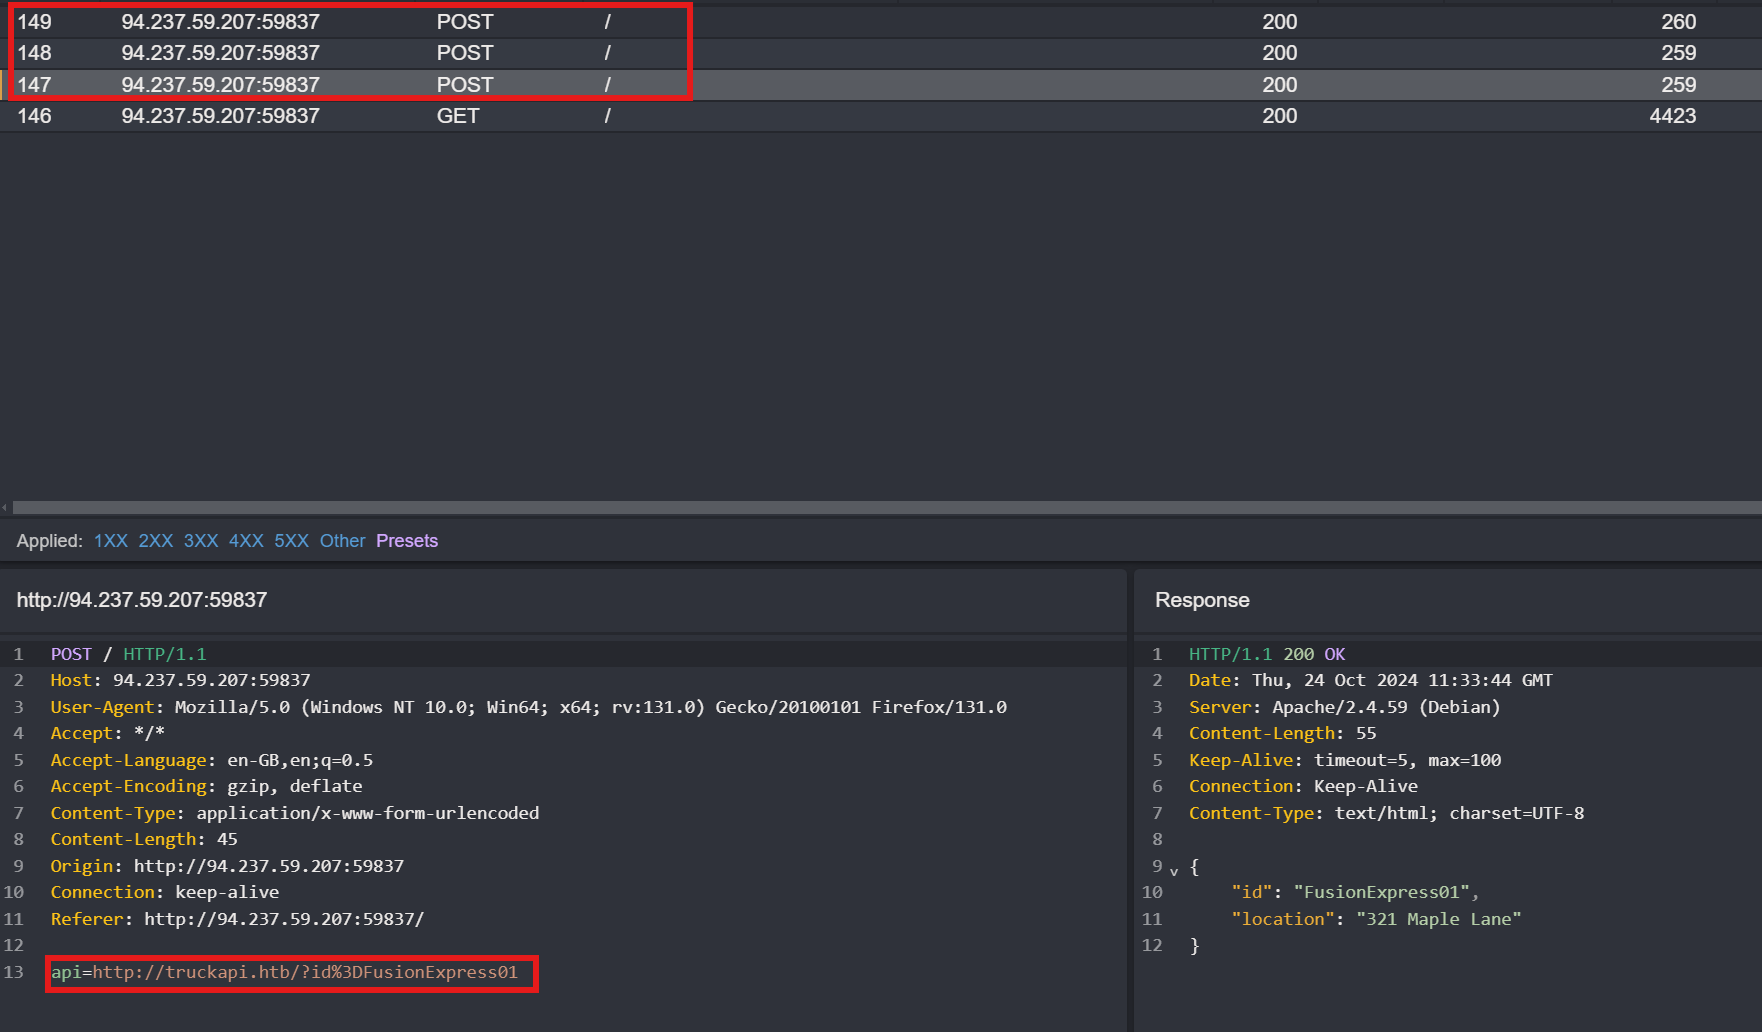 149 94.237.59.207:59837 POST / 200 260
148 94.237.59.207:59837 POST / 200 259
147 94.237.59.207:59837 POST / 200 259
146 94.237.59.207:59837 GET / 200 4423
Applied: 1XX 2XX 3XX 4XX 5XX Other Presets
http://94.237.59.207:59837
1 POST / HTTP/1.1
2 Host: 94.237.59.207:59837
3 User-Agent: Mozilla/5.0 (Windows NT 10.0; Win64; x64; rv:131.0) Gecko/20100101 Firefox/131.0
4 Accept: */*
5 Accept-Language: en-GB,en;q=0.5
6 Accept-Encoding: gzip, deflate
7 Content-Type: application/x-www-form-urlencoded
8 Content-Length: 45
9 Origin: http://94.237.59.207:59837
10 Connection: keep-alive
11 Referer: http://94.237.59.207:59837/
12
13 api=http://truckapi.htb/?id%3DFusionExpress01
Response
1 HTTP/1.1 200 OK
2 Date: Thu, 24 Oct 2024 11:33:44 GMT
3 Server: Apache/2.4.59 (Debian)
4 Content-Length: 55
5 Keep-Alive: timeout=5, max=100
6 Connection: Keep-Alive
7 Content-Type: text/html; charset=UTF-8
8
9 {
10 "id": "FusionExpress01",
11 "location": "321 Maple Lane"
12 }